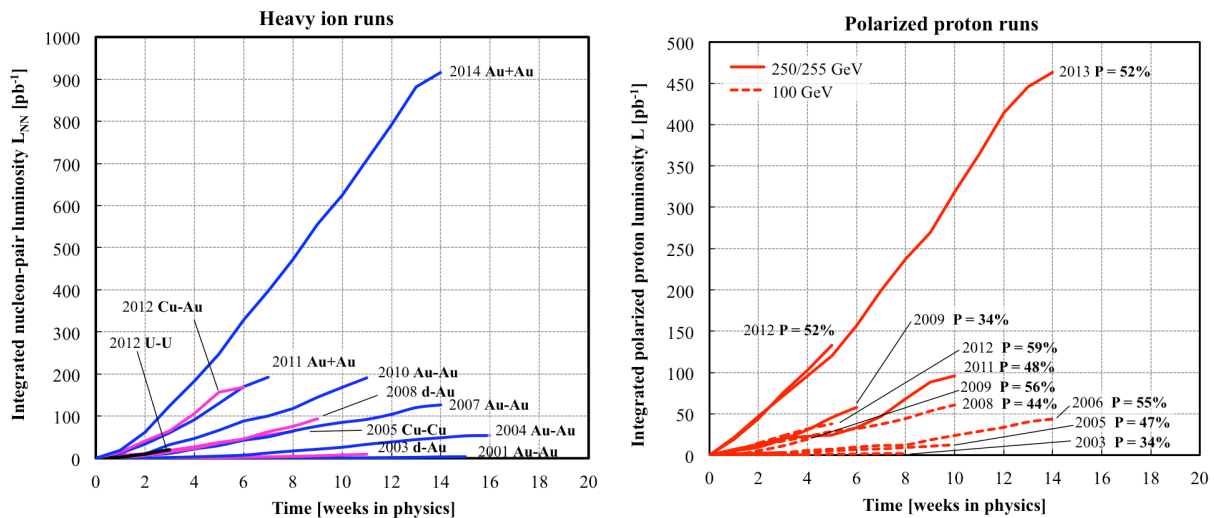 Heavy ion runs
Integrated nucleon-pair luminosity L_NN [pb⁻¹]
1000
900
800
700
600
500
400
300
200
100
0
2014 Au+Au
2012 Cu-Au
2012 U-U
2011 Au+Au
2010 Au-Au
2008 d-Au
2007 Au-Au
2005 Cu-Cu
2004 Au-Au
2003 d-Au
2001 Au-Au
0 2 4 6 8 10 12 14 16 18 20
Time [weeks in physics]
Polarized proton runs
Integrated polarized proton luminosity L [pb⁻¹]
500
450
400
350
300
250
200
150
100
50
0
250/255 GeV
100 GeV
2013 P = 52%
2012 P = 52%
2009 P = 34%
2012 P = 59%
2011 P = 48%
2009 P = 56%
2008 P = 44%
2006 P = 55%
2005 P = 47%
2003 P = 34%
0 2 4 6 8 10 12 14 16 18 20
Time [weeks in physics]